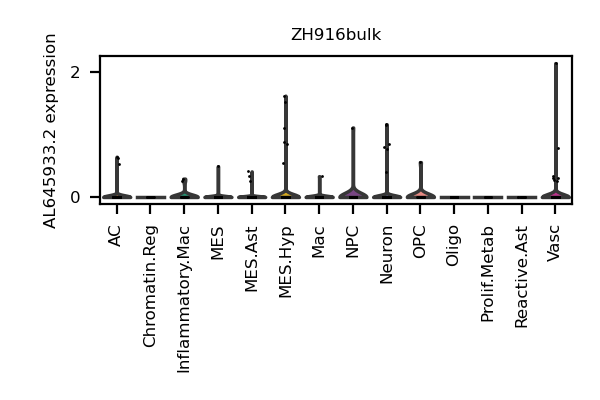 ZH916bulk
AL645933.2 expression
2
0
AC
Chromatin.Reg
Inflammatory.Mac
MES
MES.Ast
MES.Hyp
Mac
NPC
Neuron
OPC
Oligo
Prolif.Metab
Reactive.Ast
Vasc